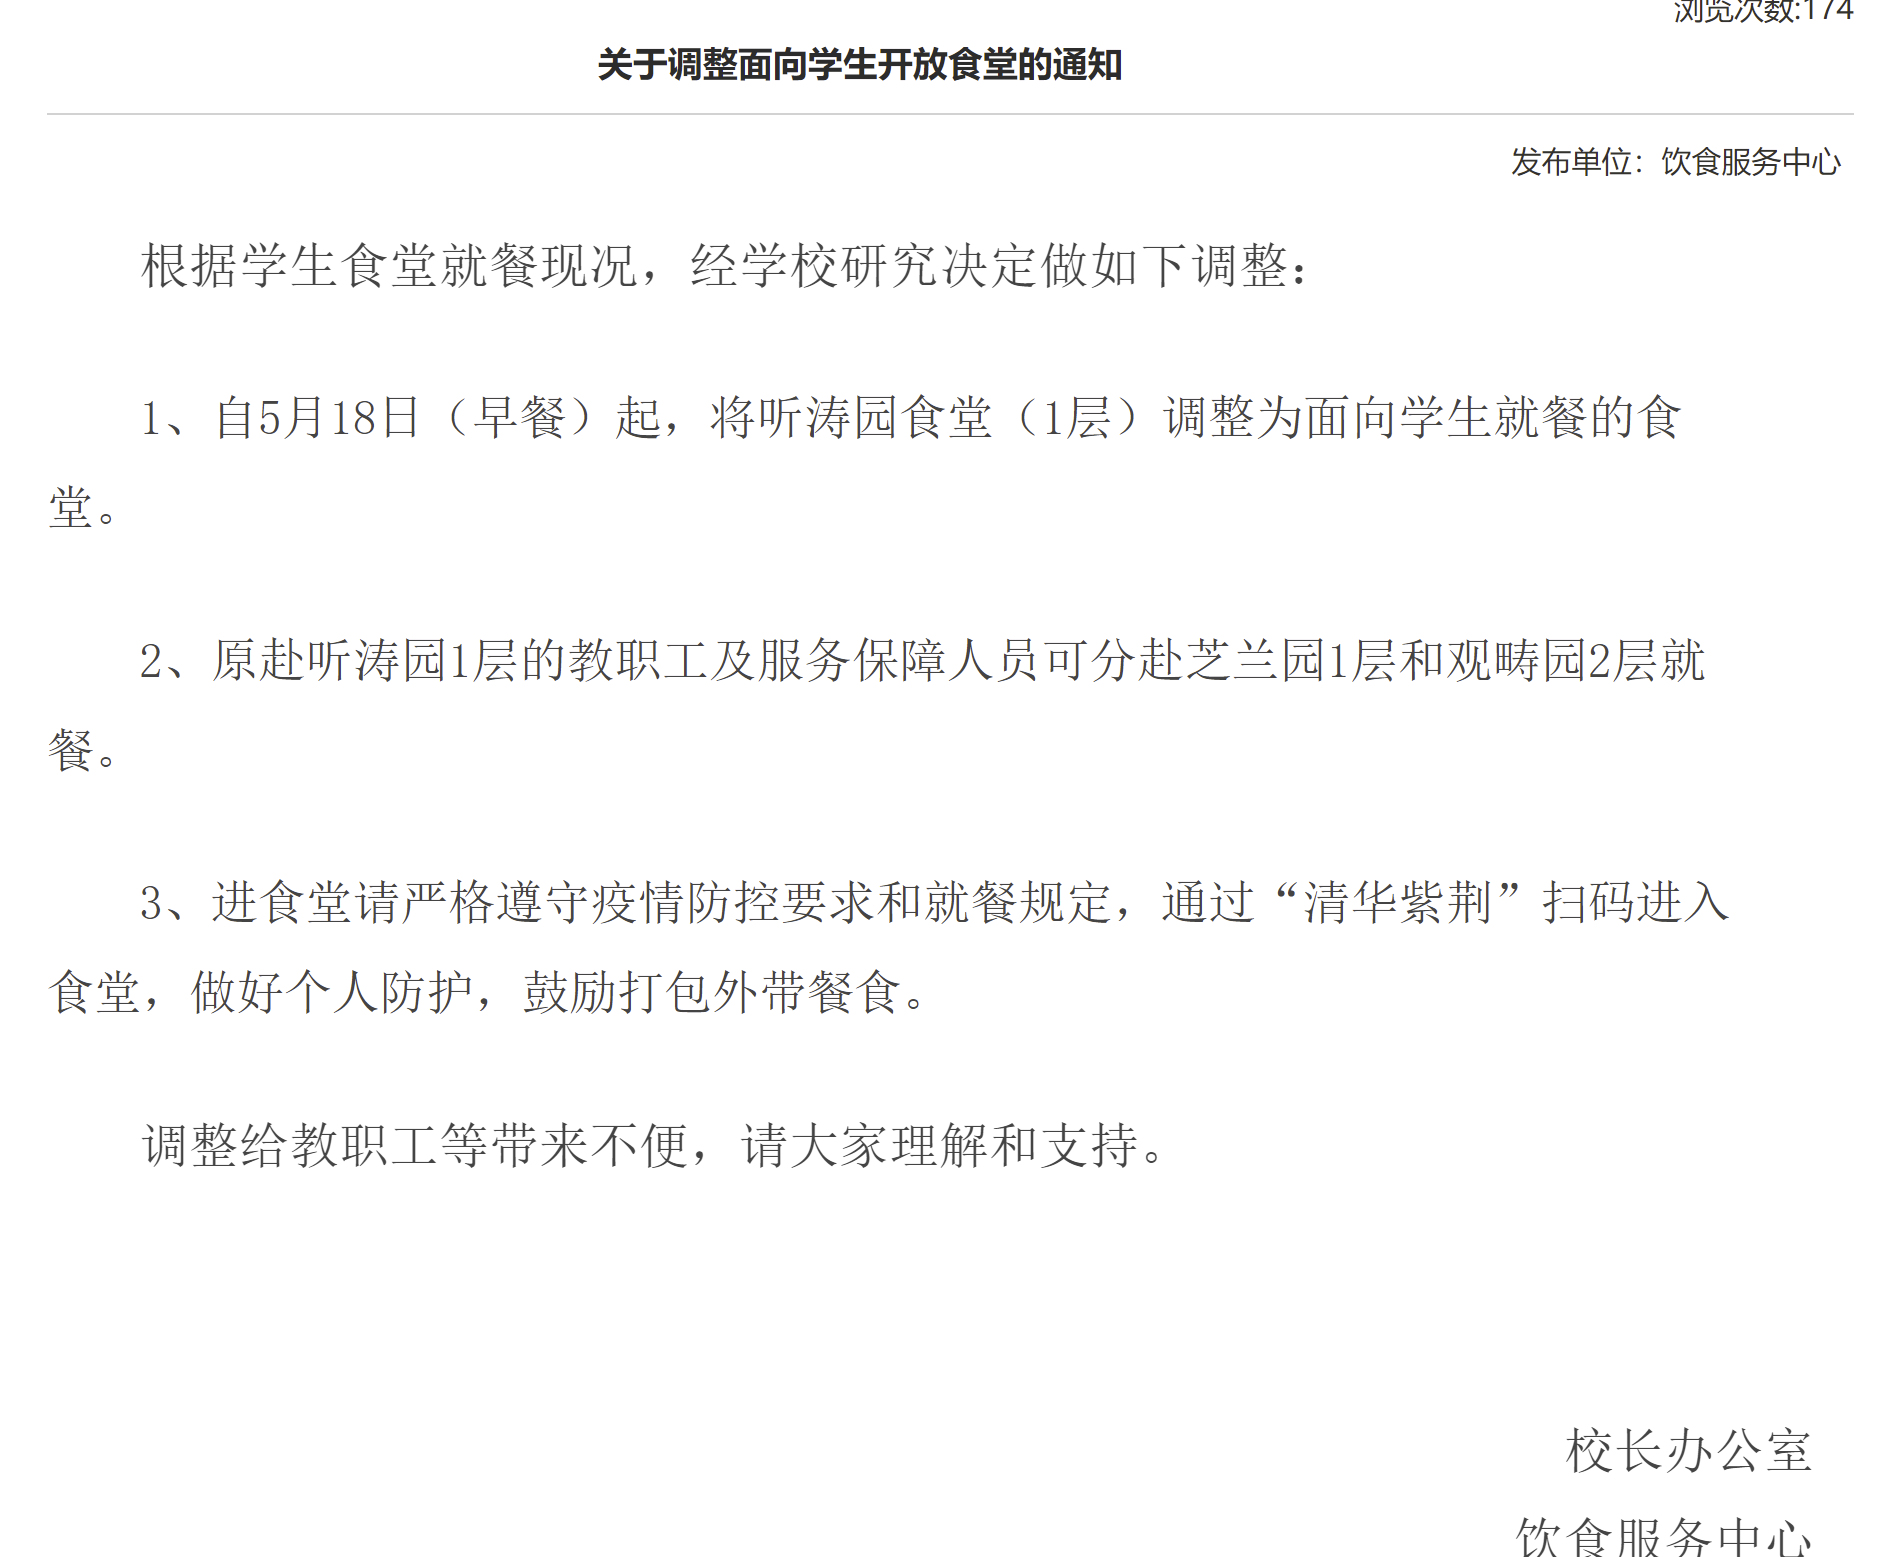 浏览次数:174
关于调整面向学生开放食堂的通知
发布单位：饮食服务中心
根据学生食堂就餐现况，经学校研究决定做如下调整：
1、自5月18日（早餐）起，将听涛园食堂（1层）调整为面向学生就餐的食
堂。
2、原赴听涛园1层的教职工及服务保障人员可分赴芝兰园1层和观畴园2层就
餐。
3、进食堂请严格遵守疫情防控要求和就餐规定，通过“清华紫荆”扫码进入
食堂，做好个人防护，鼓励打包外带餐食。
调整给教职工等带来不便，请大家理解和支持。
校长办公室
饮食服务中心